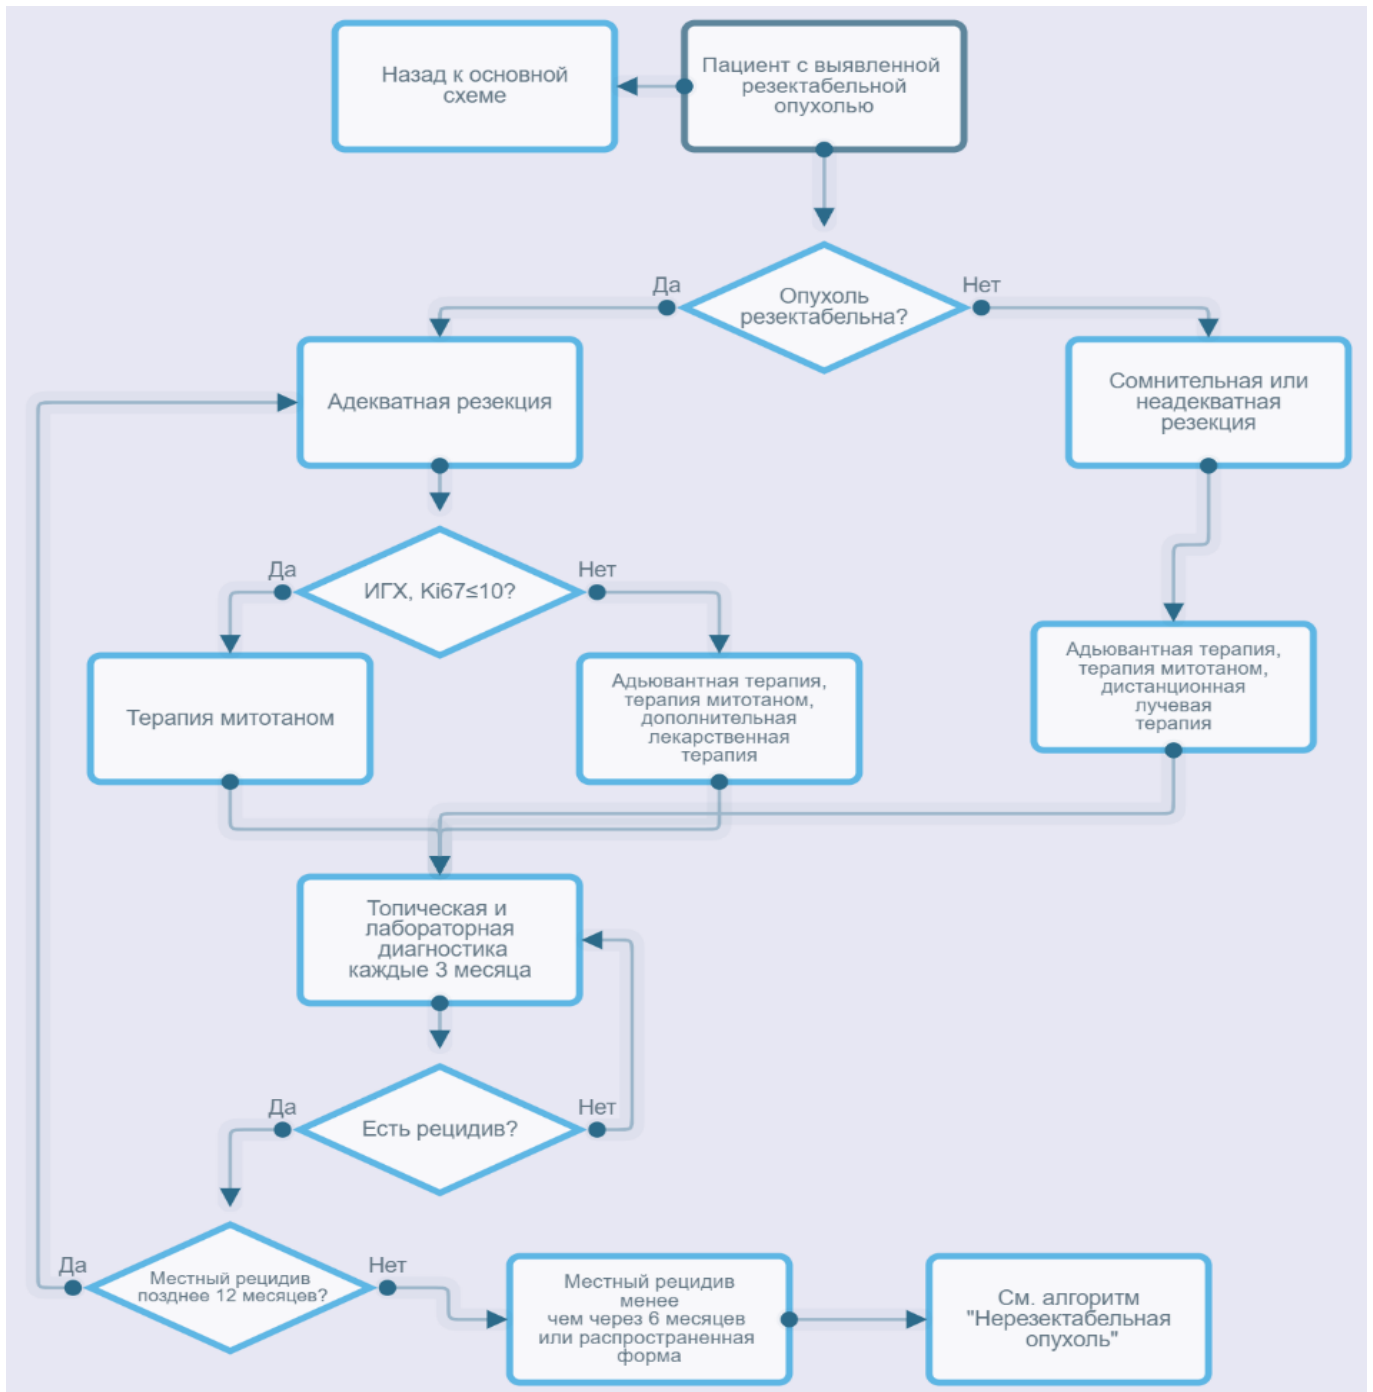 Назад к основной
схеме
Пациент с выявленной
резектабельной
опухолью
Да
Опухоль
резектабельна?
Нет
Адекватная резекция
Сомнительная или
неадекватная
резекция
Да
ИГХ, Ki67≤10?
Нет
Терапия митотаном
Адьювантная терапия,
терапия митотаном,
дополнительная
лекарственная
терапия
Адьювантная терапия,
терапия митотаном,
дистанционная
лучевая
терапия
Топическая и
лабораторная
диагностика
каждые 3 месяца
Да
Есть рецидив?
Нет
Да
Местный рецидив
позднее 12 месяцев?
Нет
Местный рецидив
менее
чем через 6 месяцев
или распространенная
форма
См. алгоритм
"Нерезектабельная
опухоль"